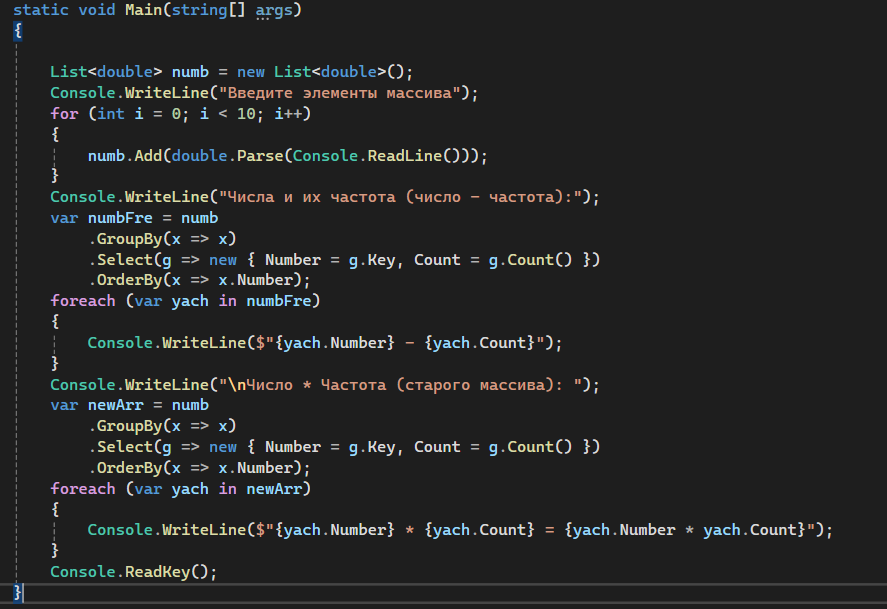 static void Main(string[] args)
{
List<double> numb = new List<double>();
Console.WriteLine("Введите элементы массива");
for (int i = 0; i < 10; i++)
{
numb.Add(double.Parse(Console.ReadLine()));
}
Console.WriteLine("Числа и их частота (число - частота):");
var numbFre = numb
.GroupBy(x => x)
.Select(g => new { Number = g.Key, Count = g.Count() })
.OrderBy(x => x.Number);
foreach (var yach in numbFre)
{
Console.WriteLine($"{yach.Number} - {yach.Count}");
}
Console.WriteLine("\nЧисло * Частота (старого массива): ");
var newArr = numb
.GroupBy(x => x)
.Select(g => new { Number = g.Key, Count = g.Count() })
.OrderBy(x => x.Number);
foreach (var yach in newArr)
{
Console.WriteLine($"{yach.Number} * {yach.Count} = {yach.Number * yach.Count}");
}
Console.ReadKey();
}